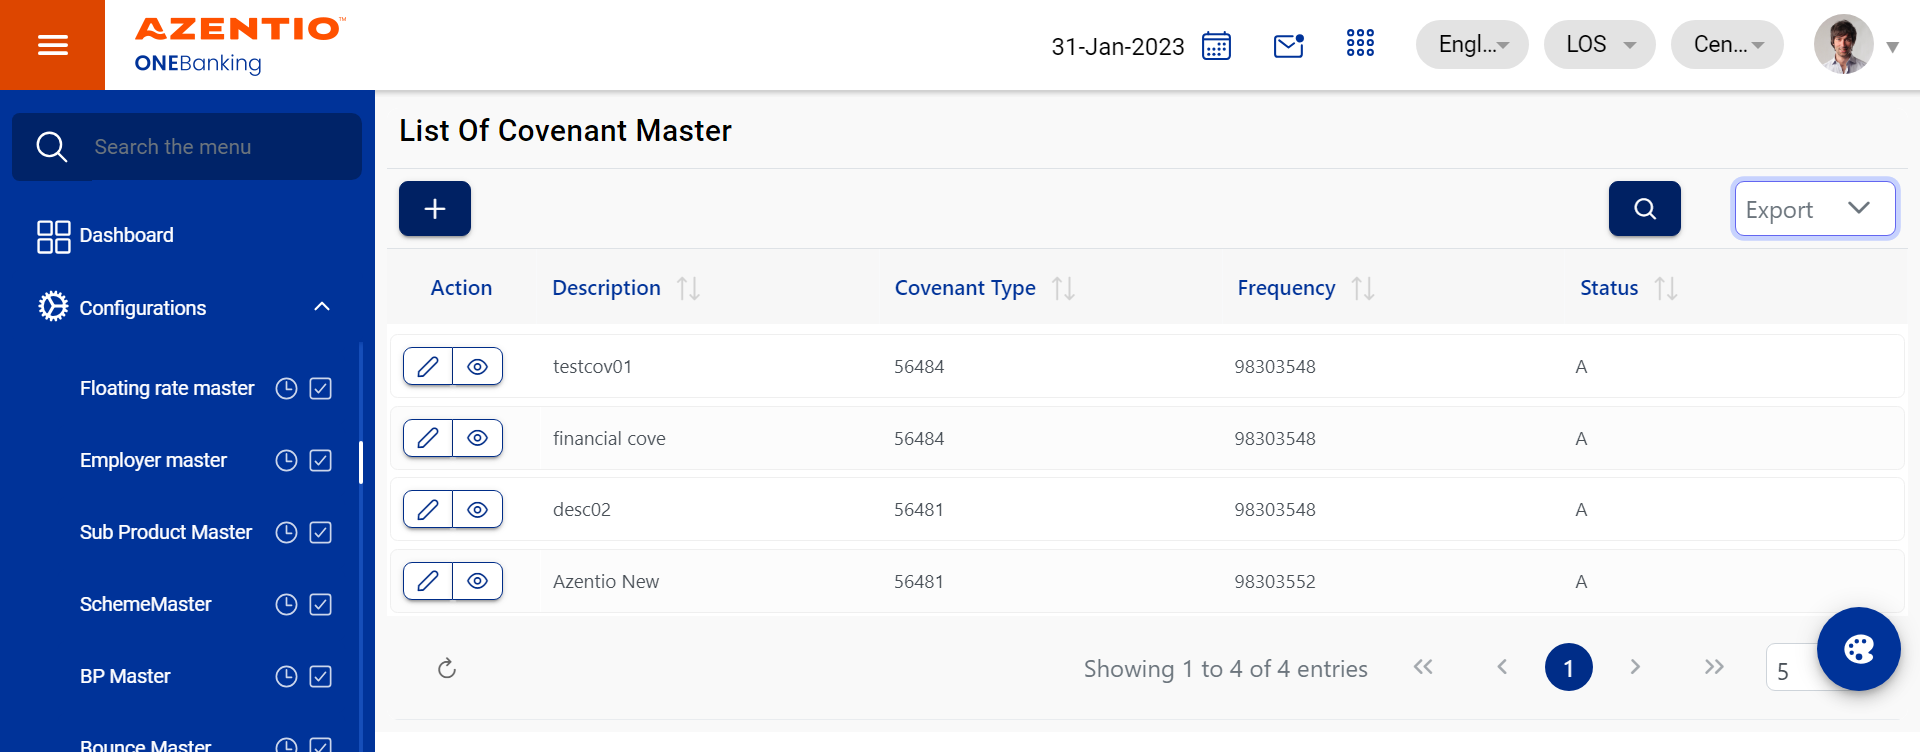 AZENTIO™
ONEBanking
31-Jan-2023
Engl...
LOS
Cen...
Search the menu
Dashboard
Configurations
Floating rate master
Employer master
Sub Product Master
SchemeMaster
BP Master
Bounce Master
List Of Covenant Master
Export
Action Description Covenant Type Frequency Status
testcov01 56484 98303548 A
financial cove 56484 98303548 A
desc02 56481 98303548 A
Azentio New 56481 98303552 A
Showing 1 to 4 of 4 entries
1
5